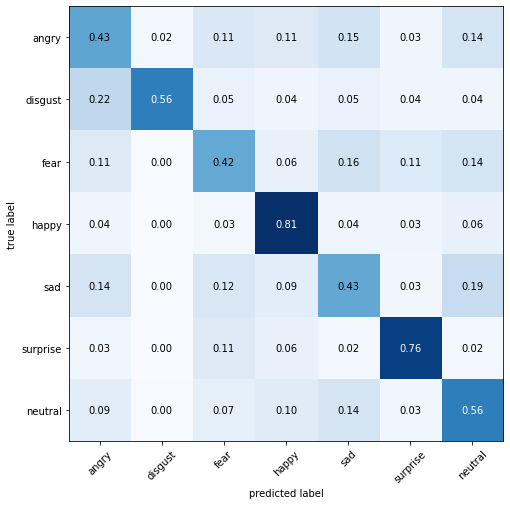 angry 0.43 0.02 0.11 0.11 0.15 0.03 0.14
disgust 0.22 0.56 0.05 0.04 0.05 0.04 0.04
fear 0.11 0.00 0.42 0.06 0.16 0.11 0.14
true label
happy 0.04 0.00 0.03 0.81 0.04 0.03 0.06
sad 0.14 0.00 0.12 0.09 0.43 0.03 0.19
surprise 0.03 0.00 0.11 0.06 0.02 0.76 0.02
neutral 0.09 0.00 0.07 0.10 0.14 0.03 0.56
angry disgust fear happy sad surprise neutral
predicted label